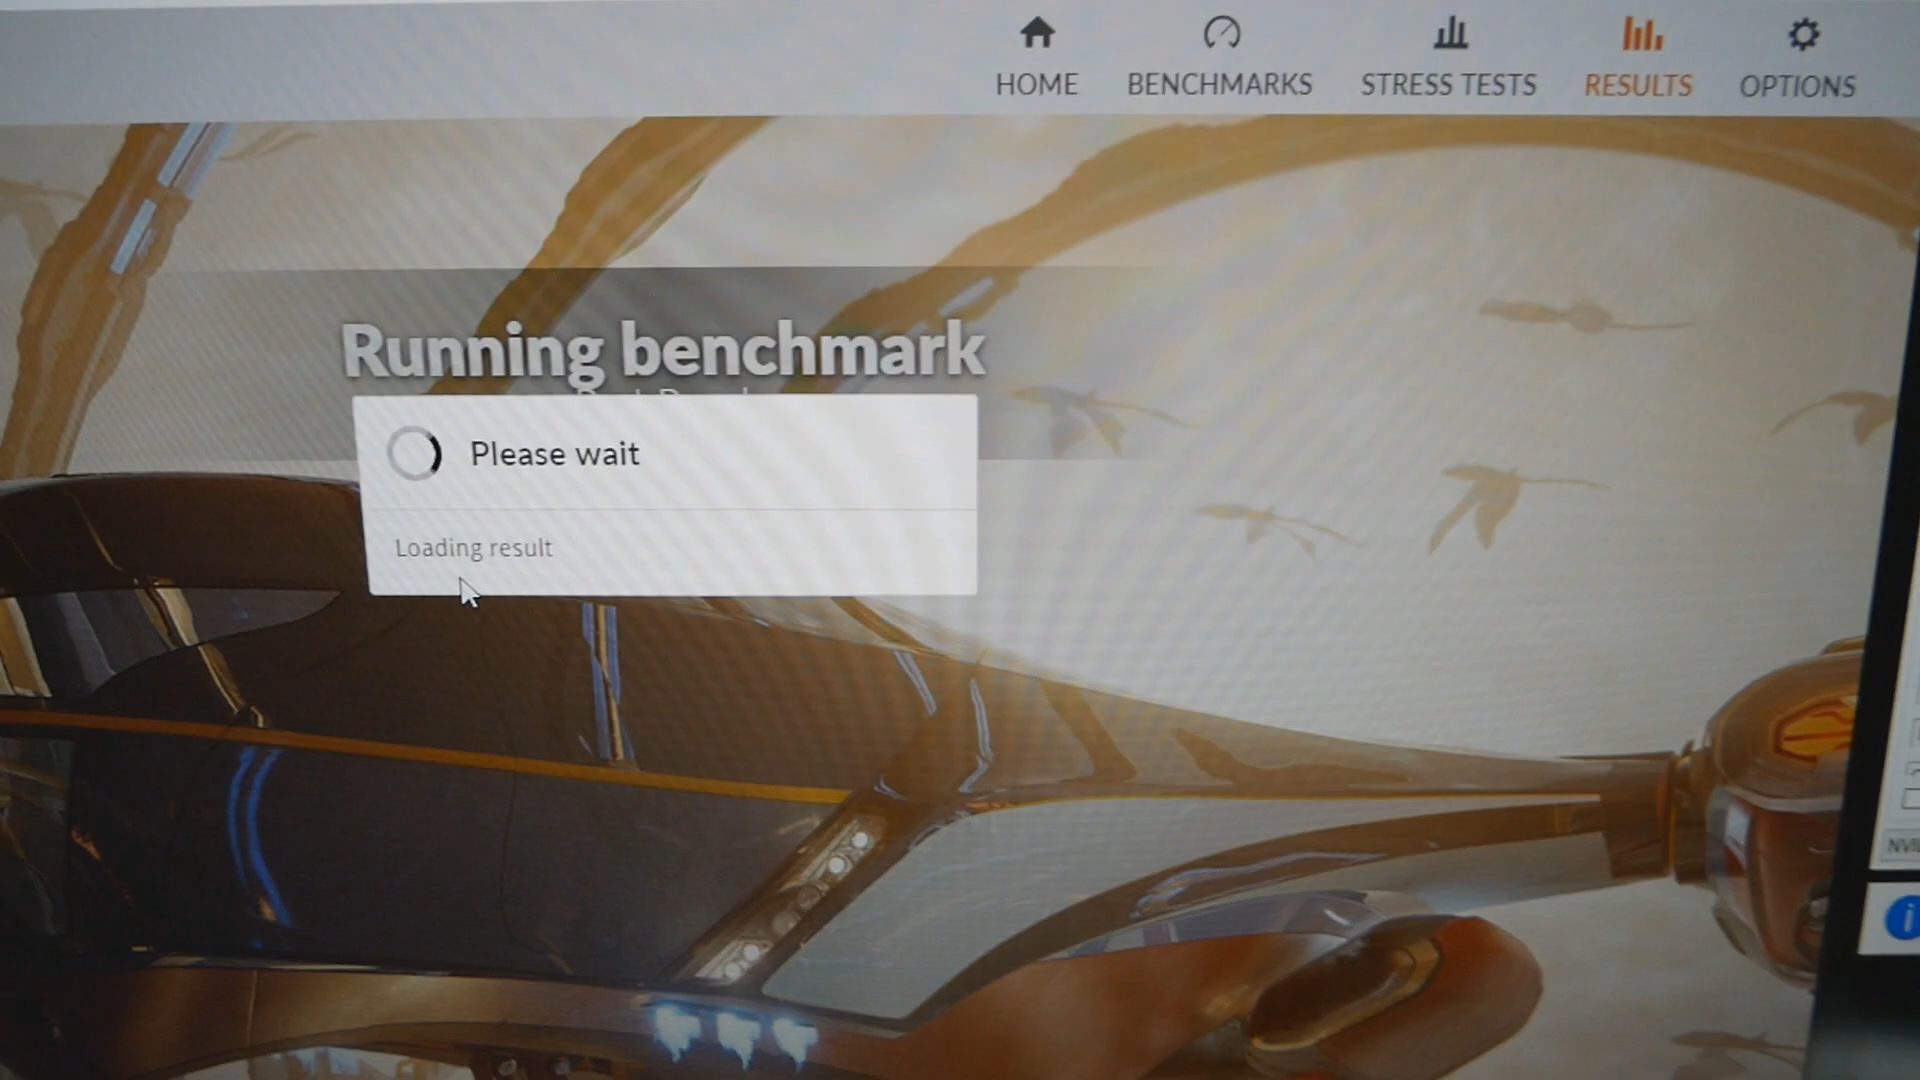 HOME
BENCHMARKS
STRESS TESTS
RESULTS
OPTIONS
Running benchmark
Please wait
Loading result